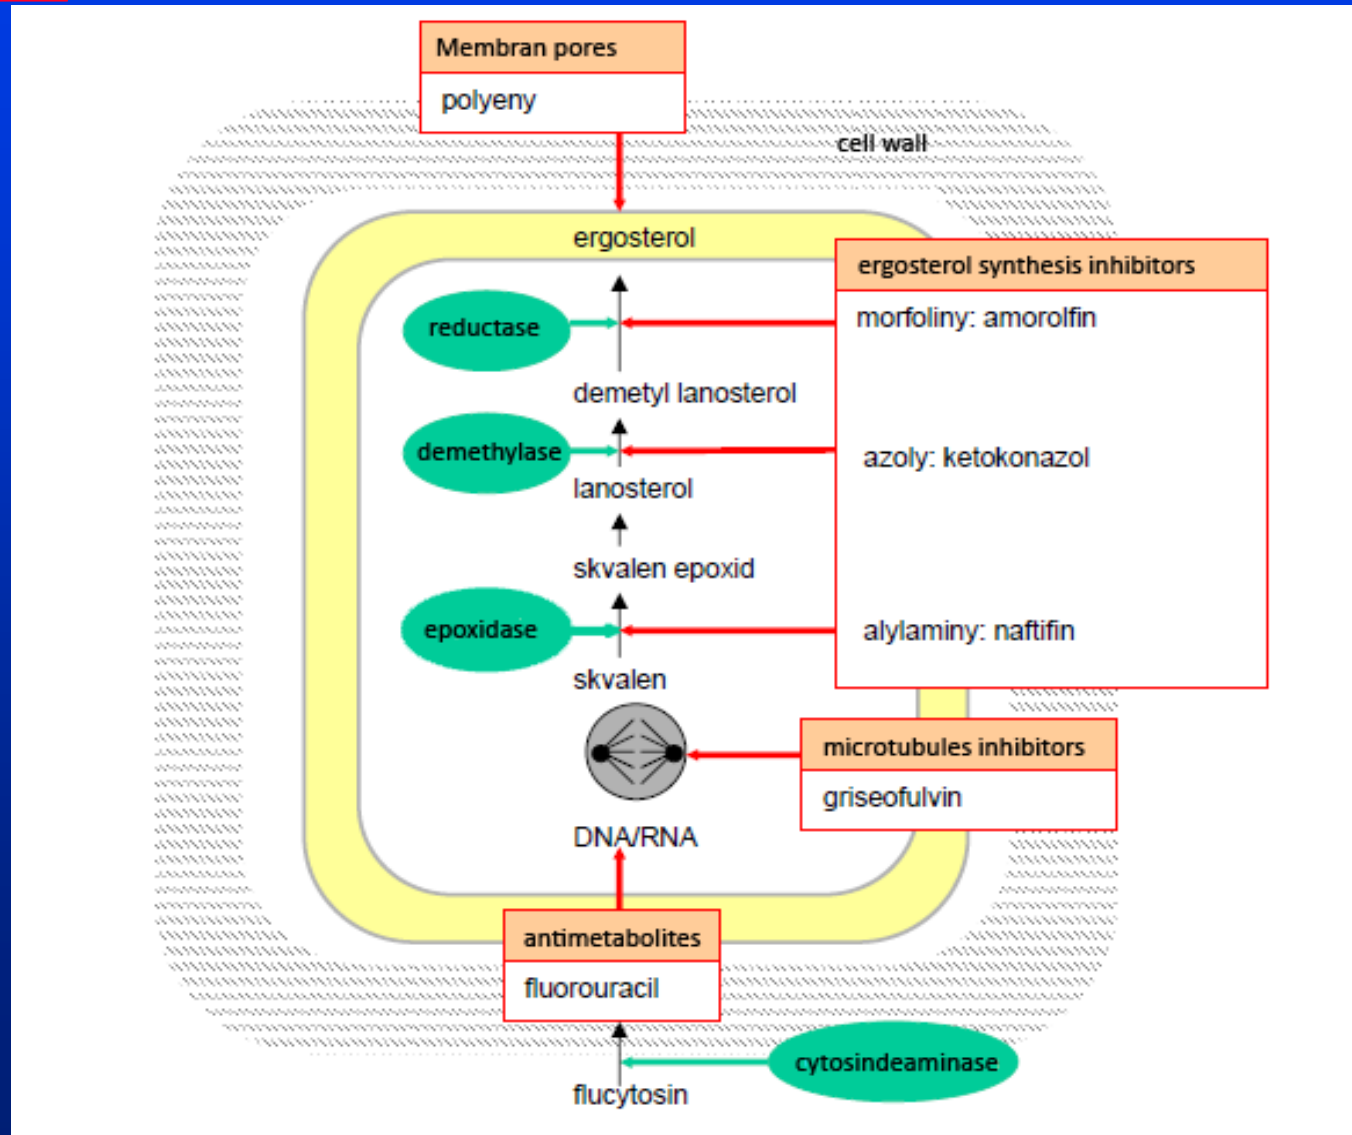 Membran pores
polyeny
cell wall
ergosterol
ergosterol synthesis inhibitors
reductase
morfoliny: amorolfin
demetyl lanosterol
demethylase
azoly: ketokonazol
lanosterol
skvalen epoxid
epoxidase
alylaminy: naftifin
skvalen
microtubules inhibitors
griseofulvin
DNA/RNA
antimetabolites
fluorouracil
cytosindeaminase
flucytosin